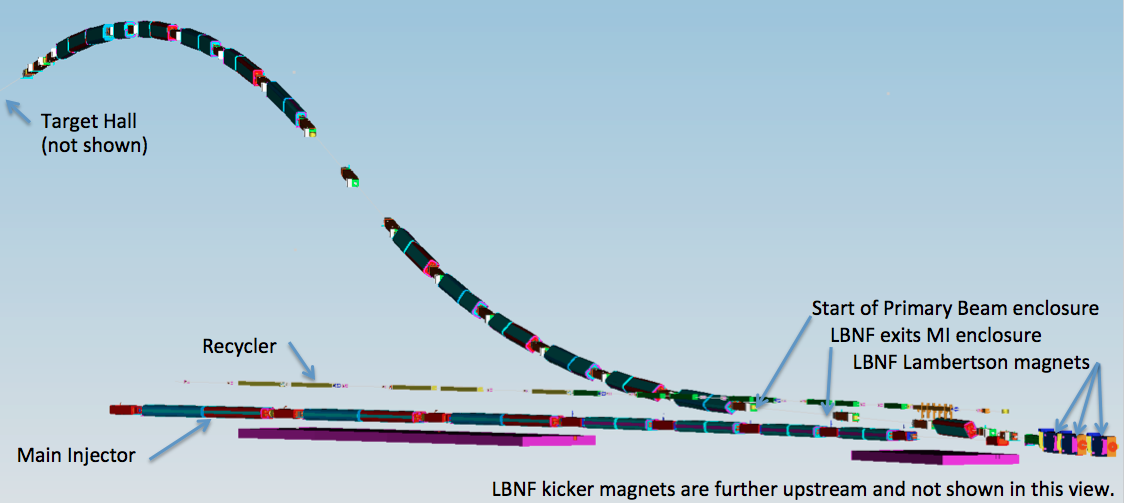 Target Hall
(not shown)
Start of Primary Beam enclosure
LBNF exits MI enclosure
LBNF Lambertson magnets
Recycler
Main Injector
LBNF kicker magnets are further upstream and not shown in this view.